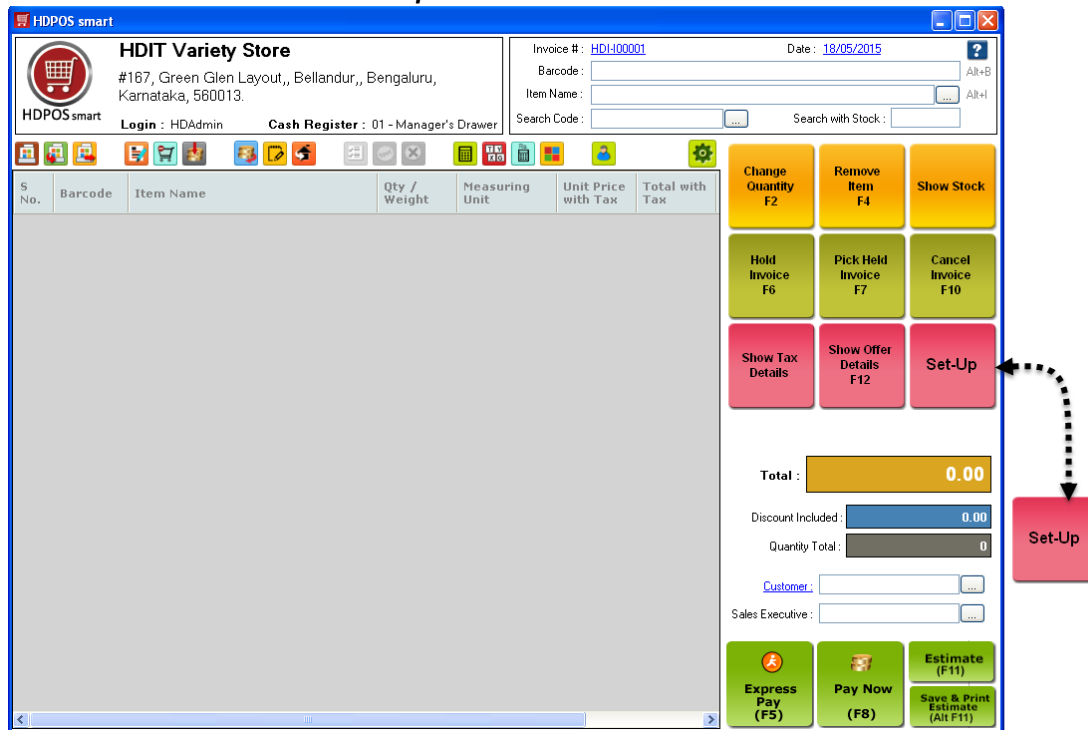 HDPOS smart
HDIT Variety Store
#167, Green Glen Layout,, Bellandur,, Bengaluru,
Karnataka, 560013.
HDPOS smart
Login : HDAdmin Cash Register : 01 - Manager's Drawer
Invoice # : HDI-I00001 Date : 18/05/2015 ?
Barcode : Alt+B
Item Name : ... Alt+I
Search Code : ... Search with Stock :
S No. Barcode Item Name Qty / Weight Measuring Unit Unit Price with Tax Total with Tax
Change
Quantity
F2
Remove
Item
F4
Show Stock
Hold
Invoice
F6
Pick Held
Invoice
F7
Cancel
Invoice
F10
Show Tax
Details
Show Offer
Details
F12
Set-Up
Total : 0.00
Discount Included : 0.00
Quantity Total : 0
Set-Up
Customer : ...
Sales Executive : ...
Express
Pay
(F5)
Pay Now
(F8)
Estimate
(F11)
Save & Print
Estimate
(Alt F11)